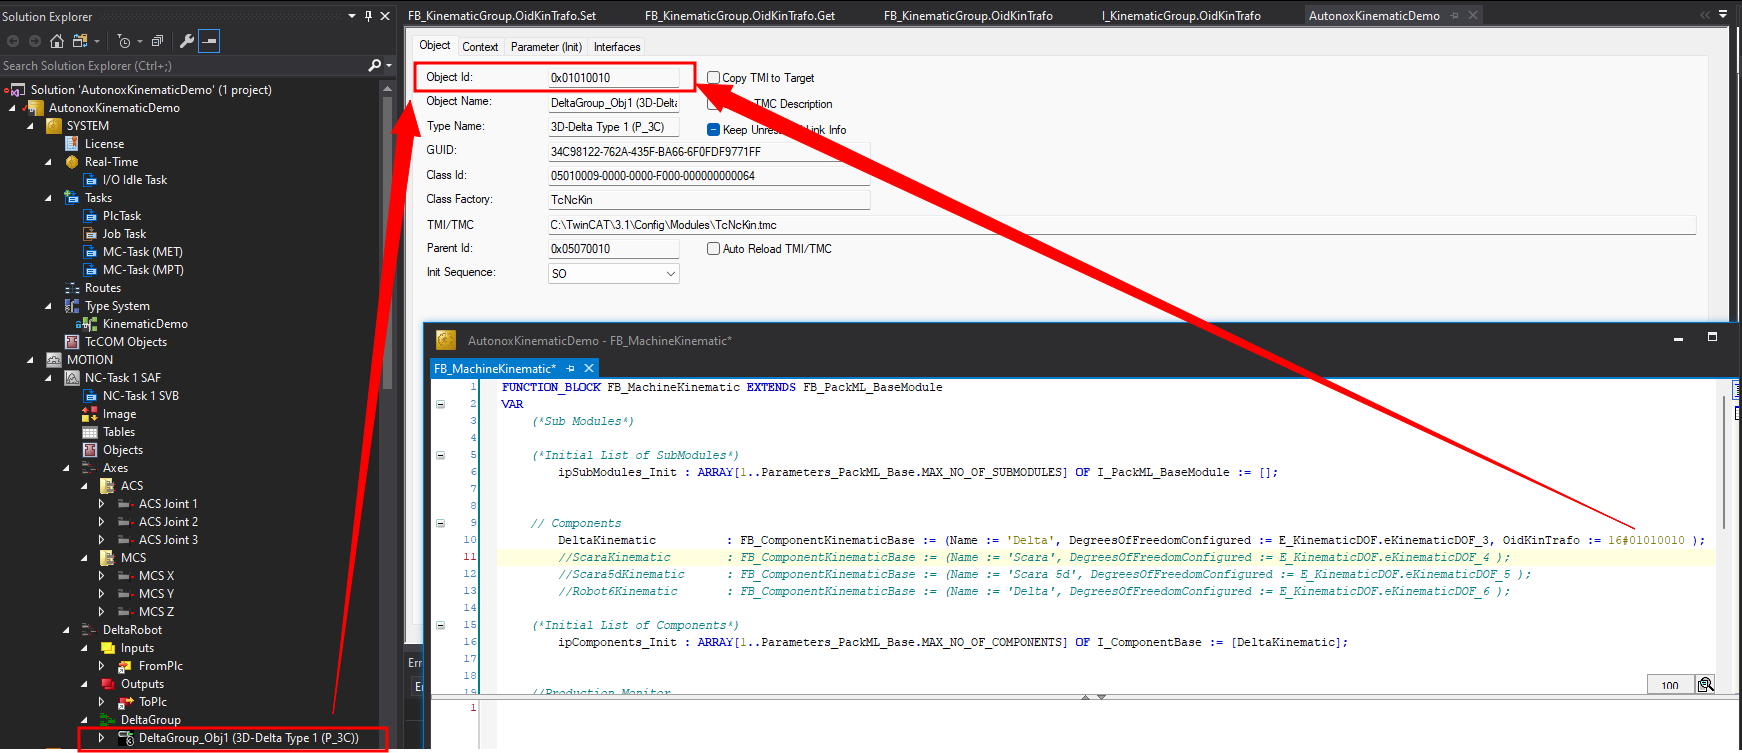 Solution Explorer
Search Solution Explorer (Ctrl+;)
Solution 'AutonoxKinematicDemo' (1 project)
AutonoxKinematicDemo
SYSTEM
License
Real-Time
I/O Idle Task
Tasks
PlcTask
Job Task
MC-Task (MET)
MC-Task (MPT)
Routes
Type System
KinematicDemo
TcCOM Objects
MOTION
NC-Task 1 SAF
NC-Task 1 SVB
Image
Tables
Objects
Axes
ACS
ACS Joint 1
ACS Joint 2
ACS Joint 3
MCS
MCS X
MCS Y
MCS Z
DeltaRobot
Inputs
FromPlc
Outputs
ToPlc
DeltaGroup
DeltaGroup_Obj1 (3D-Delta Type 1 (P_3C))
FB_KinematicGroup.OidKinTrafo.Set FB_KinematicGroup.OidKinTrafo.Get FB_KinematicGroup.OidKinTrafo I_KinematicGroup.OidKinTrafo AutonoxKinematicDemo
Object Context Parameter (Init) Interfaces
Object Id: 0x01010010 Copy TMI to Target
Object Name: DeltaGroup_Obj1 (3D-Delta TMC Description
Type Name: 3D-Delta Type 1 (P_3C) Keep Unres Link Info
GUID: 34C98122-762A-435F-BA66-6F0FDF9771FF
Class Id: 05010009-0000-0000-F000-000000000064
Class Factory: TcNcKin
TMI/TMC C:\TwinCAT\3.1\Config\Modules\TcNcKin.tmc
Parent Id: 0x05070010 Auto Reload TMI/TMC
Init Sequence: SO
AutonoxKinematicDemo - FB_MachineKinematic*
FB_MachineKinematic*
1 FUNCTION_BLOCK FB_MachineKinematic EXTENDS FB_PackML_BaseModule
2 VAR
3 (*Sub Modules*)
4
5 (*Initial List of SubModules*)
6 ipSubModules_Init : ARRAY[1..Parameters_PackML_Base.MAX_NO_OF_SUBMODULES] OF I_PackML_BaseModule := [];
7
8
9 // Components
10 DeltaKinematic : FB_ComponentKinematicBase := (Name := 'Delta', DegreesOfFreedomConfigured := E_KinematicDOF.eKinematicDOF_3, OidKinTrafo := 16#01010010 );
11 //ScaraKinematic : FB_ComponentKinematicBase := (Name := 'Scara', DegreesOfFreedomConfigured := E_KinematicDOF.eKinematicDOF_4 );
12 //Scara5dKinematic : FB_ComponentKinematicBase := (Name := 'Scara 5d', DegreesOfFreedomConfigured := E_KinematicDOF.eKinematicDOF_5 );
13 //Robot6Kinematic : FB_ComponentKinematicBase := (Name := 'Delta', DegreesOfFreedomConfigured := E_KinematicDOF.eKinematicDOF_6 );
14
15 (*Initial List of Components*)
16 ipComponents_Init : ARRAY[1..Parameters_PackML_Base.MAX_NO_OF_COMPONENTS] OF I_ComponentBase := [DeltaKinematic];
17
18
19 //Production Monitor
100
1
Err